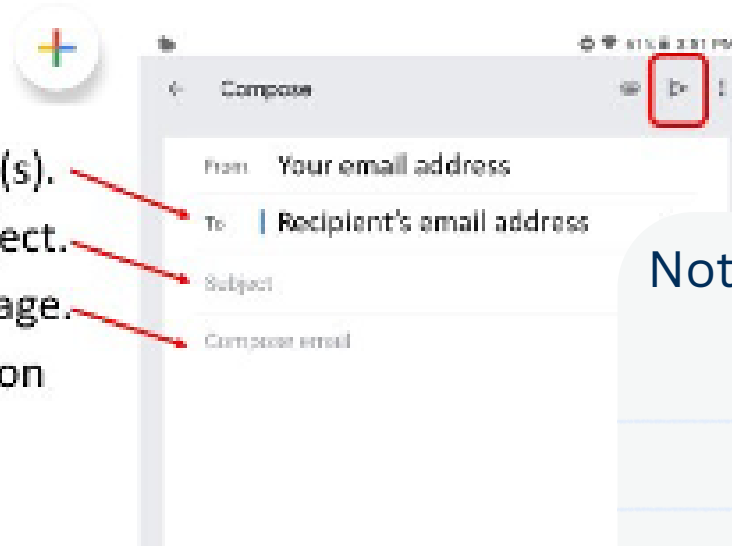 Compose
(s).
From Your email address
To Recipient's email address
ect.
Subject
age.
Compose email
on
Not